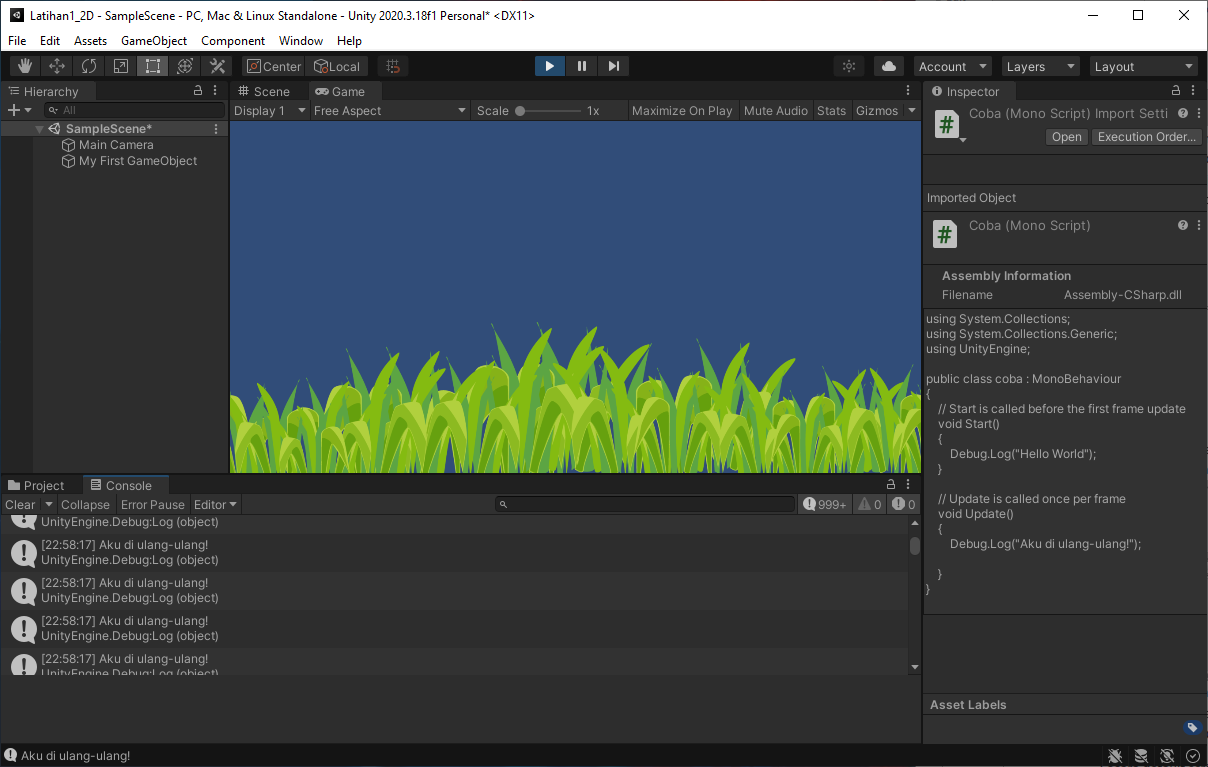 Latihan1_2D - SampleScene - PC, Mac & Linux Standalone - Unity 2020.3.18f1 Personal* <DX11>
File Edit Assets GameObject Component Window Help
Center Local Account Layers Layout
Hierarchy
All
SampleScene*
Main Camera
My First GameObject
Scene Game
Display 1 Free Aspect Scale 1x Maximize On Play Mute Audio Stats Gizmos
Inspector
Coba (Mono Script) Import Setti
Open Execution Order...
Imported Object
Coba (Mono Script)
Assembly Information
Filename Assembly-CSharp.dll
using System.Collections;
using System.Collections.Generic;
using UnityEngine;
public class coba : MonoBehaviour
{
// Start is called before the first frame update
void Start()
{
Debug.Log("Hello World");
}
// Update is called once per frame
void Update()
{
Debug.Log("Aku di ulang-ulang!");
}
}
Asset Labels
Project Console
Clear Collapse Error Pause Editor 999+ 0 0
UnityEngine.Debug:Log (object)
[22:58:17] Aku di ulang-ulang!
UnityEngine.Debug:Log (object)
[22:58:17] Aku di ulang-ulang!
UnityEngine.Debug:Log (object)
[22:58:17] Aku di ulang-ulang!
UnityEngine.Debug:Log (object)
[22:58:17] Aku di ulang-ulang!
UnityEngine.Debug:Log (object)
Aku di ulang-ulang!